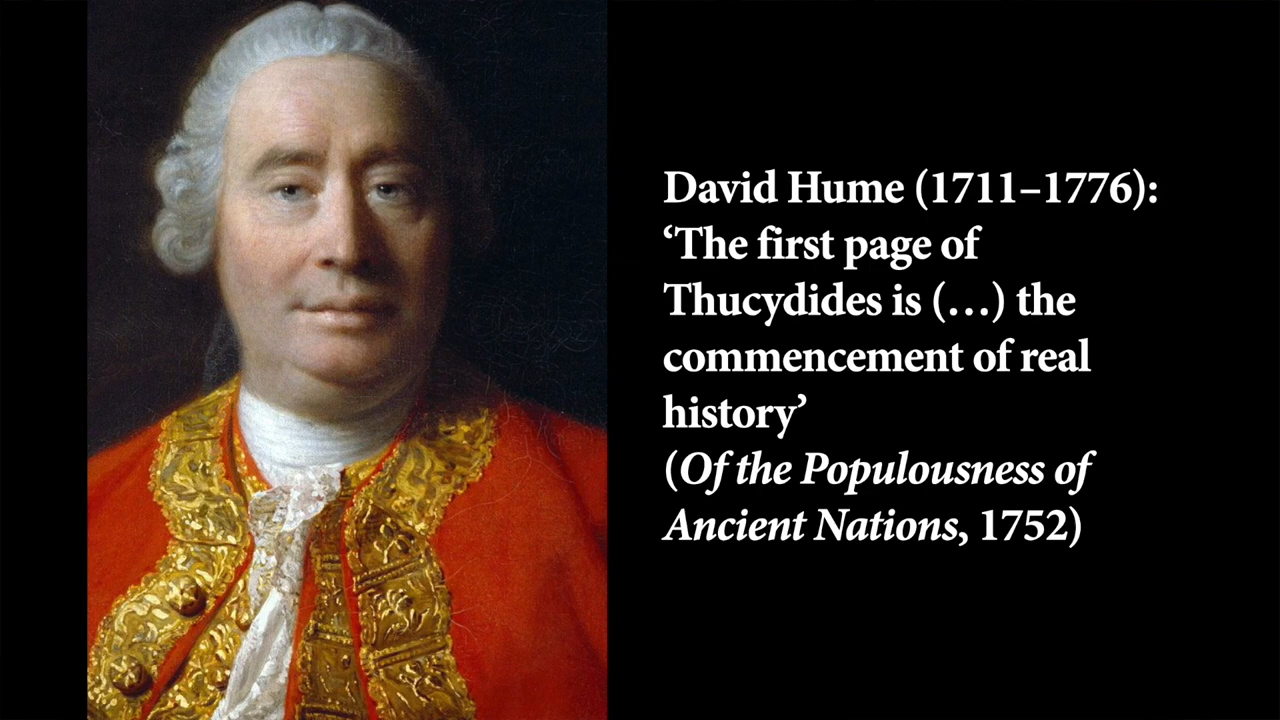 David Hume (1711–1776):
‘The first page of
Thucydides is (…) the
commencement of real
history’
(Of the Populousness of
Ancient Nations, 1752)